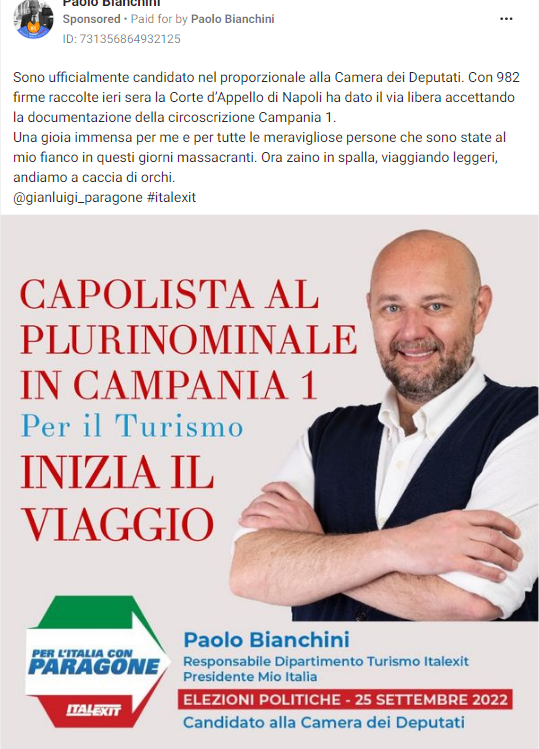 Paolo Bianchini
Sponsored • Paid for by Paolo Bianchini
ID: 731356864932125
Sono ufficialmente candidato nel proporzionale alla Camera dei Deputati. Con 982
firme raccolte ieri sera la Corte d'Appello di Napoli ha dato il via libera accettando
la documentazione della circoscrizione Campania 1.
Una gioia immensa per me e per tutte le meravigliose persone che sono state al
mio fianco in questi giorni massacranti. Ora zaino in spalla, viaggiando leggeri,
andiamo a caccia di orchi.
@gianluigi_paragone #italexit
CAPOLISTA AL
PLURINOMINALE
IN CAMPANIA 1
Per il Turismo
INIZIA IL
VIAGGIO
PER L'ITALIA CON
PARAGONE
ITALEXIT
Paolo Bianchini
Responsabile Dipartimento Turismo Italexit
Presidente Mio Italia
ELEZIONI POLITICHE - 25 SETTEMBRE 2022
Candidato alla Camera dei Deputati